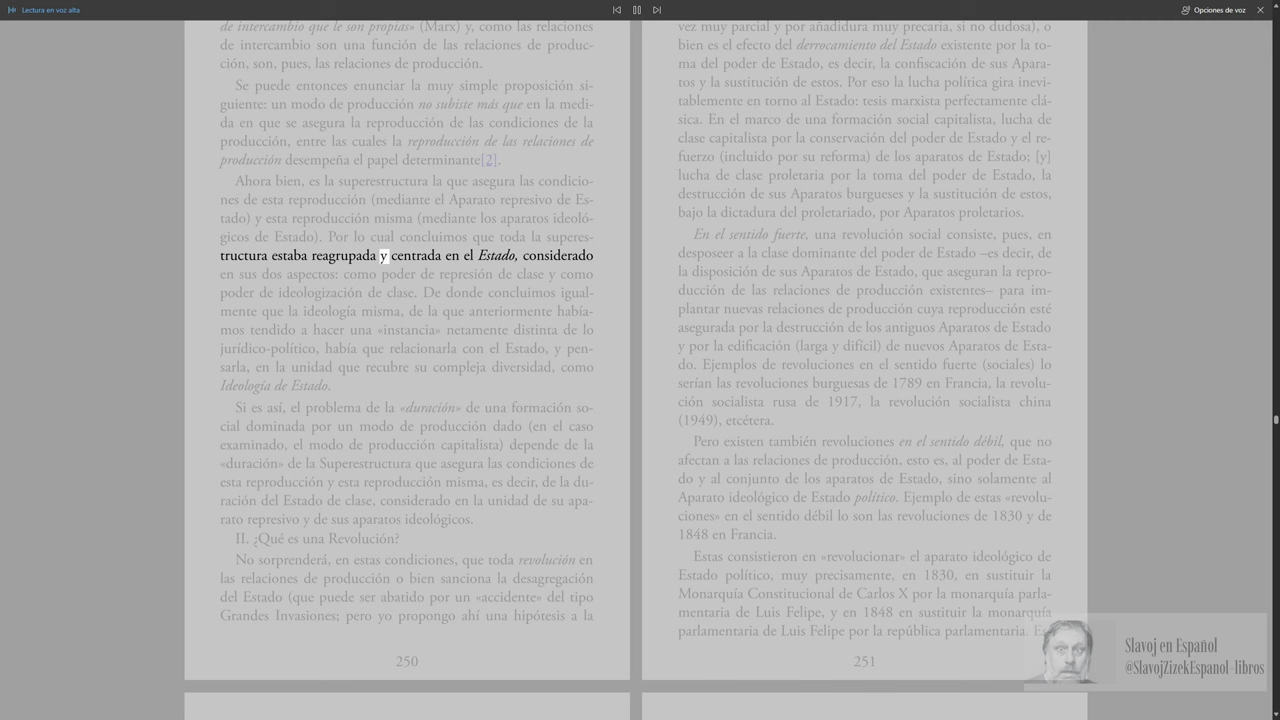 Lectura en voz alta
Opciones de voz
de intercambio que le son propias» (Marx) y, como las relaciones
de intercambio son una función de las relaciones de produc-
ción, son, pues, las relaciones de producción.
Se puede entonces enunciar la muy simple proposición si-
guiente: un modo de producción no subiste más que en la medi-
da en que se asegura la reproducción de las condiciones de la
producción, entre las cuales la reproducción de las relaciones de
producción desempeña el papel determinante[2].
Ahora bien, es la superestructura la que asegura las condicio-
nes de esta reproducción (mediante el Aparato represivo de Es-
tado) y esta reproducción misma (mediante los aparatos ideoló-
gicos de Estado). Por lo cual concluimos que toda la superes-
tructura estaba reagrupada y centrada en el Estado, considerado
en sus dos aspectos: como poder de represión de clase y como
poder de ideologización de clase. De donde concluimos igual-
mente que la ideología misma, de la que anteriormente había-
mos tendido a hacer una «instancia» netamente distinta de lo
jurídico-político, había que relacionarla con el Estado, y pen-
sarla, en la unidad que recubre su compleja diversidad, como
Ideología de Estado.
Si es así, el problema de la «duración» de una formación so-
cial dominada por un modo de producción dado (en el caso
examinado, el modo de producción capitalista) depende de la
«duración» de la Superestructura que asegura las condiciones de
esta reproducción y esta reproducción misma, es decir, de la du-
ración del Estado de clase, considerado en la unidad de su apa-
rato represivo y de sus aparatos ideológicos.
II. ¿Qué es una Revolución?
No sorprenderá, en estas condiciones, que toda revolución en
las relaciones de producción o bien sanciona la desagregación
del Estado (que puede ser abatido por un «accidente» del tipo
Grandes Invasiones; pero yo propongo ahí una hipótesis a la
250
vez muy parcial y por añadidura muy precaria, si no dudosa), o
bien es el efecto del derrocamiento del Estado existente por la to-
ma del poder de Estado, es decir, la confiscación de sus Apara-
tos y la sustitución de estos. Por eso la lucha política gira inevi-
tablemente en torno al Estado: tesis marxista perfectamente clá-
sica. En el marco de una formación social capitalista, lucha de
clase capitalista por la conservación del poder de Estado y el re-
fuerzo (incluido por su reforma) de los aparatos de Estado; [y]
lucha de clase proletaria por la toma del poder de Estado, la
destrucción de sus Aparatos burgueses y la sustitución de estos,
bajo la dictadura del proletariado, por Aparatos proletarios.
En el sentido fuerte, una revolución social consiste, pues, en
desposeer a la clase dominante del poder de Estado –es decir, de
la disposición de sus Aparatos de Estado, que aseguran la repro-
ducción de las relaciones de producción existentes– para im-
plantar nuevas relaciones de producción cuya reproducción esté
asegurada por la destrucción de los antiguos Aparatos de Estado
y por la edificación (larga y difícil) de nuevos Aparatos de Esta-
do. Ejemplos de revoluciones en el sentido fuerte (sociales) lo
serían las revoluciones burguesas de 1789 en Francia, la revolu-
ción socialista rusa de 1917, la revolución socialista china
(1949), etcétera.
Pero existen también revoluciones en el sentido débil, que no
afectan a las relaciones de producción, esto es, al poder de Esta-
do y al conjunto de los aparatos de Estado, sino solamente al
Aparato ideológico de Estado político. Ejemplo de estas «revolu-
ciones» en el sentido débil lo son las revoluciones de 1830 y de
1848 en Francia.
Estas consistieron en «revolucionar» el aparato ideológico de
Estado político, muy precisamente, en 1830, en sustituir la
Monarquía Constitucional de Carlos X por la monarquía parla-
mentaria de Luis Felipe, y en 1848 en sustituir la monarquía
parlamentaria de Luis Felipe por la república parlamentaria.
251
Slavoj en Español
@SlavojZizekEspanol-libros